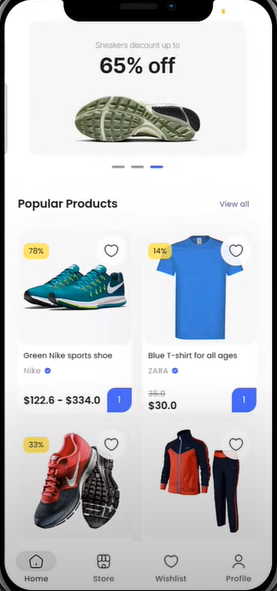 Sneakers discount up to
65% off
Popular Products
View all
78%
14%
Green Nike sports shoe
Blue T-shirt for all ages
Nike
ZARA
$122.6 - $334.0
1
35.0
$30.0
1
33%
Home
Store
Wishlist
Profile